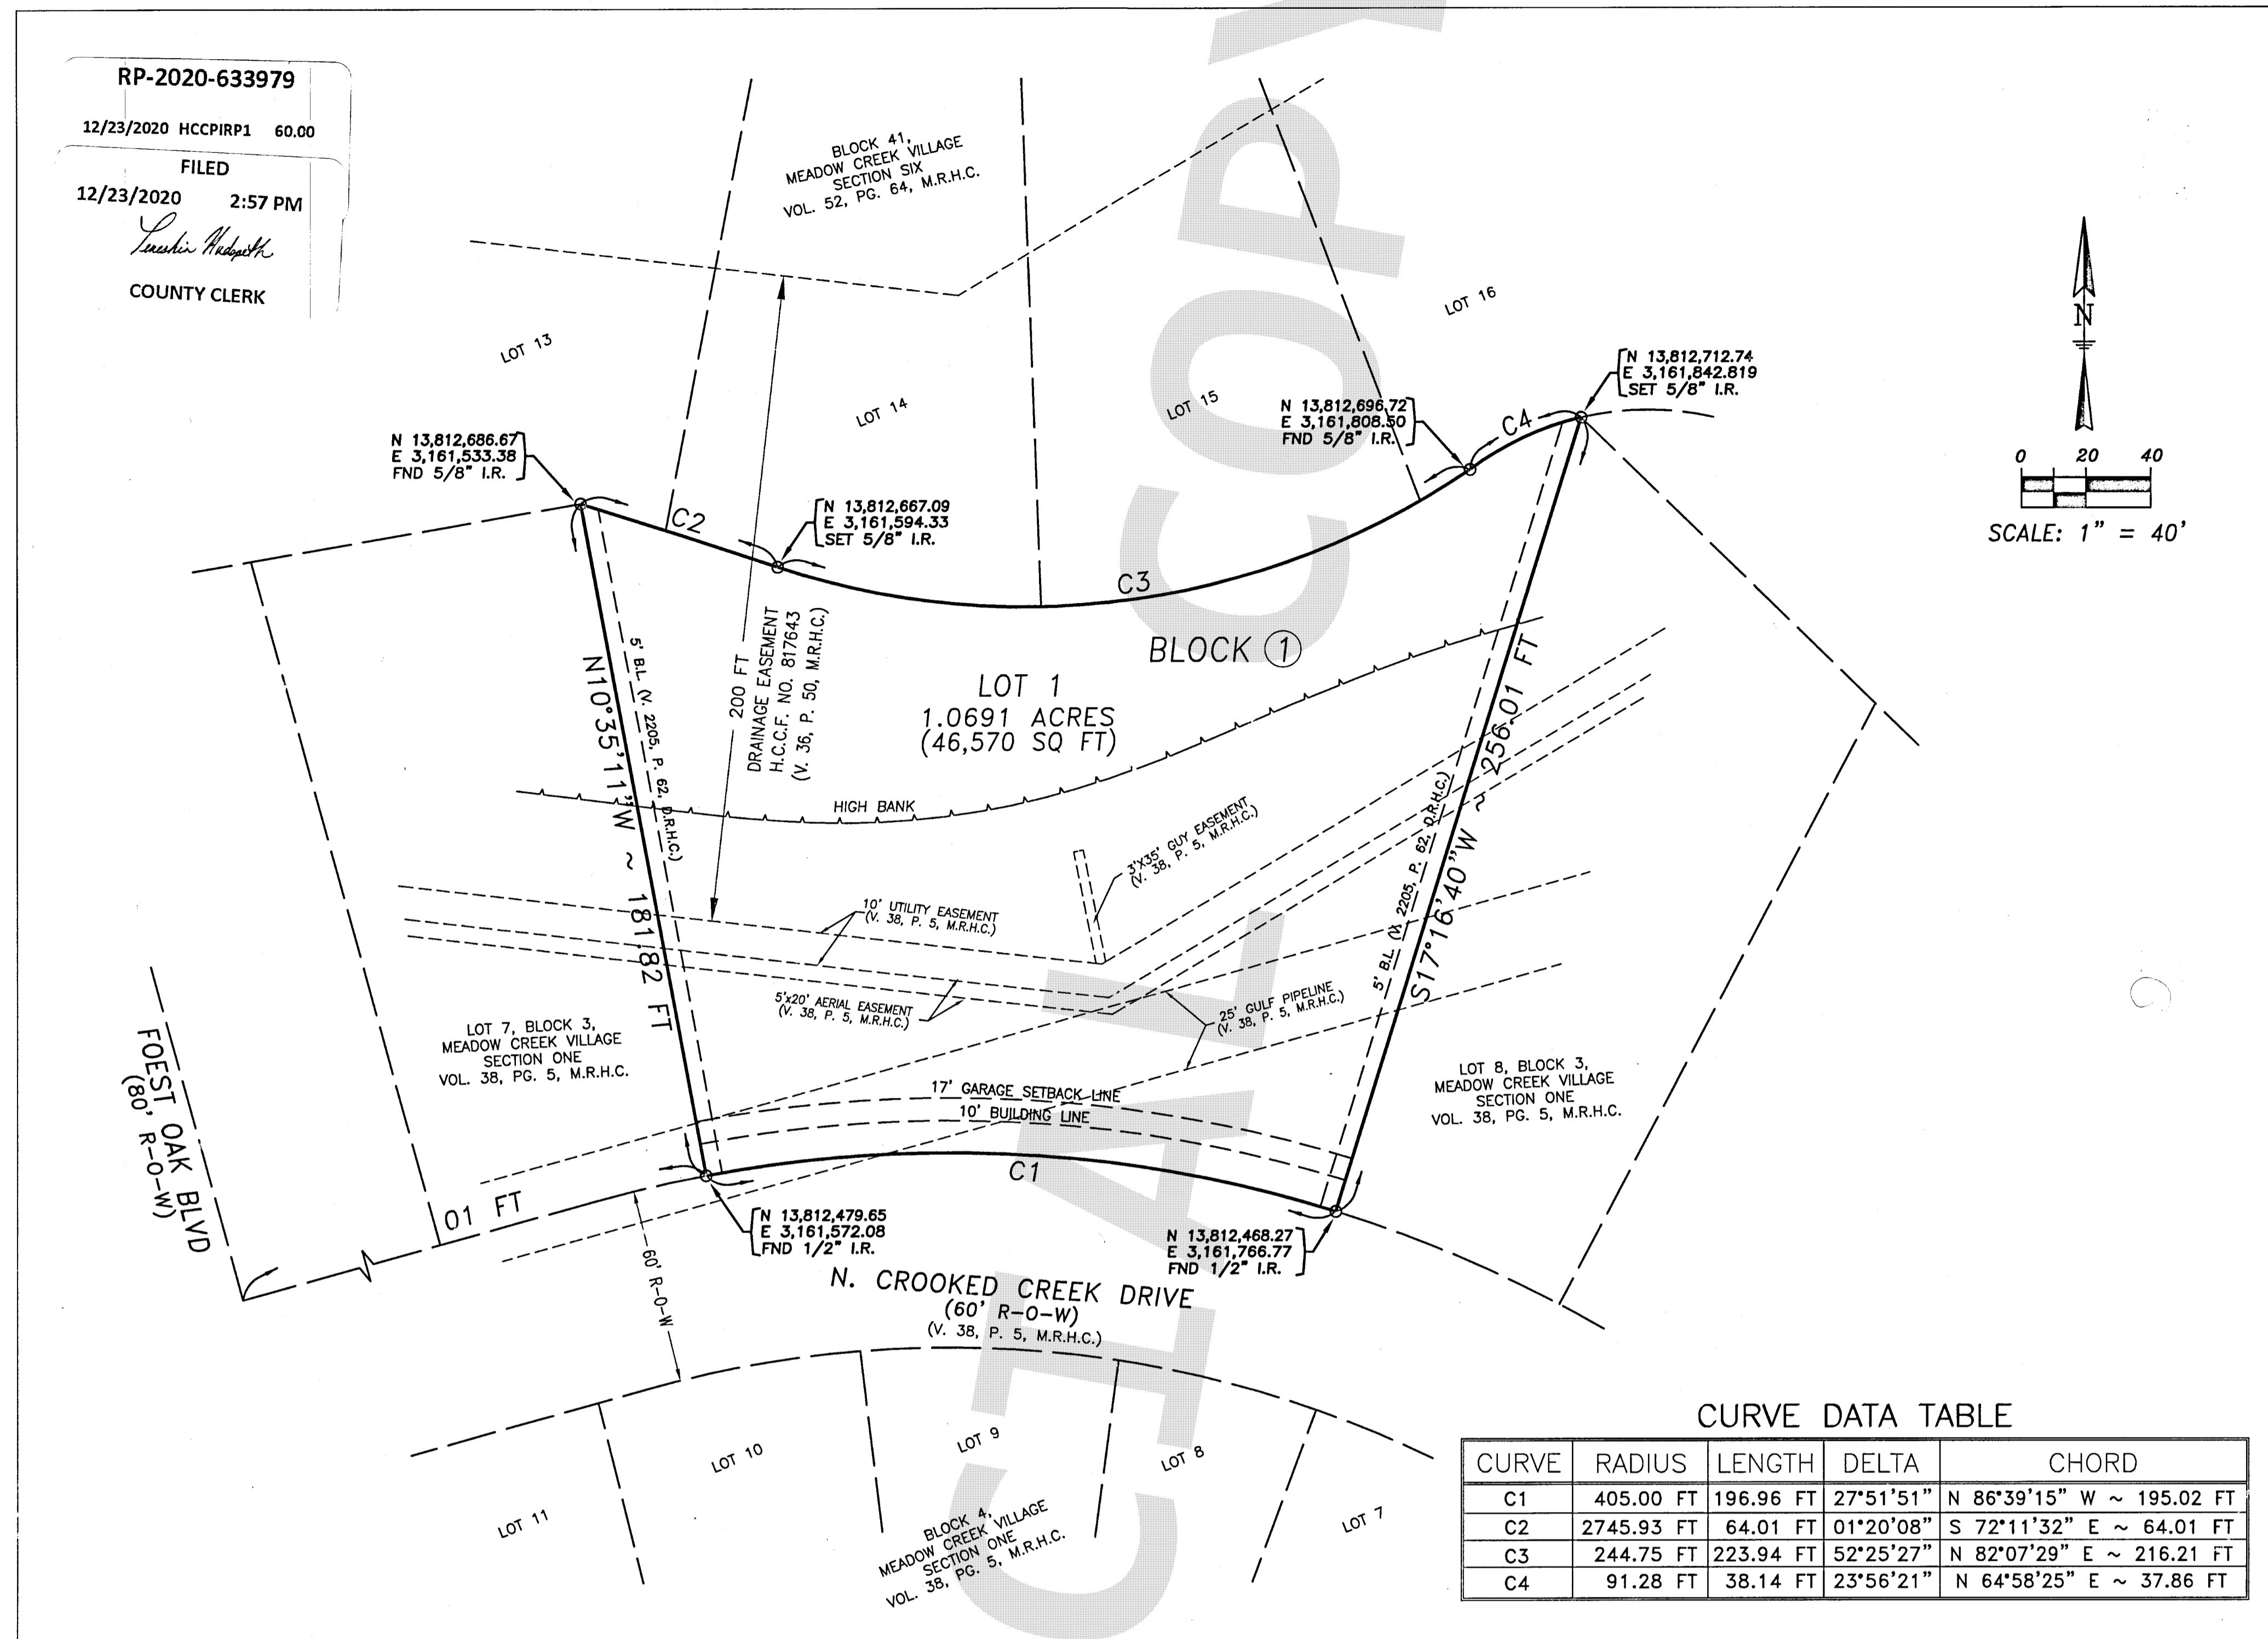 RP-2020-633979
12/23/2020 HCCPIRP1 60.00
FILED
12/23/2020 2:57 PM
COUNTY CLERK
BLOCK 41,
MEADOW CREEK VILLAGE
SECTION SIX
VOL. 52, PG. 64, M.R.H.C.
LOT 13
LOT 14
LOT 15
LOT 16
N 13,812,686.67
E 3,161,533.38
FND 5/8" I.R.
N 13,812,667.09
E 3,161,594.33
SET 5/8" I.R.
N 13,812,696.72
E 3,161,808.50
FND 5/8" I.R.
N 13,812,712.74
E 3,161,842.819
SET 5/8" I.R.
N
0 20 40
SCALE: 1" = 40'
C2
C3
C4
BLOCK 1
LOT 1
1.0691 ACRES
(46,570 SQ FT)
200 FT
DRAINAGE EASEMENT
H.C.C.F. NO. 817643
(V. 36, P. 50, M.R.H.C.)
5' B.L. (V. 2205, P. 62, D.R.H.C.)
N10°35'11"W ~ 181.82 FT
HIGH BANK
3'X35' GUY EASEMENT
(V. 38, P. 5, M.R.H.C.)
10' UTILITY EASEMENT
(V. 38, P. 5, M.R.H.C.)
5'x20' AERIAL EASEMENT
(V. 38, P. 5, M.R.H.C.)
25' GULF PIPELINE
(V. 38, P. 5, M.R.H.C.)
5' B.L. (V. 2205, P. 62, D.R.H.C.)
S17°16'40"W ~ 256.01 FT
LOT 7, BLOCK 3,
MEADOW CREEK VILLAGE
SECTION ONE
VOL. 38, PG. 5, M.R.H.C.
LOT 8, BLOCK 3,
MEADOW CREEK VILLAGE
SECTION ONE
VOL. 38, PG. 5, M.R.H.C.
17' GARAGE SETBACK LINE
10' BUILDING LINE
C1
FOEST OAK BLVD
(80' R-O-W)
01 FT
60' R-O-W
N 13,812,479.65
E 3,161,572.08
FND 1/2" I.R.
N 13,812,468.27
E 3,161,766.77
FND 1/2" I.R.
N. CROOKED CREEK DRIVE
(60' R-O-W)
(V. 38, P. 5, M.R.H.C.)
LOT 11
LOT 10
LOT 9
LOT 8
LOT 7
BLOCK 4,
MEADOW CREEK VILLAGE
SECTION ONE
VOL. 38, PG. 5, M.R.H.C.
CURVE DATA TABLE
CURVE RADIUS LENGTH DELTA CHORD
C1 405.00 FT 196.96 FT 27°51'51" N 86°39'15" W ~ 195.02 FT
C2 2745.93 FT 64.01 FT 01°20'08" S 72°11'32" E ~ 64.01 FT
C3 244.75 FT 223.94 FT 52°25'27" N 82°07'29" E ~ 216.21 FT
C4 91.28 FT 38.14 FT 23°56'21" N 64°58'25" E ~ 37.86 FT
CIAL COPY